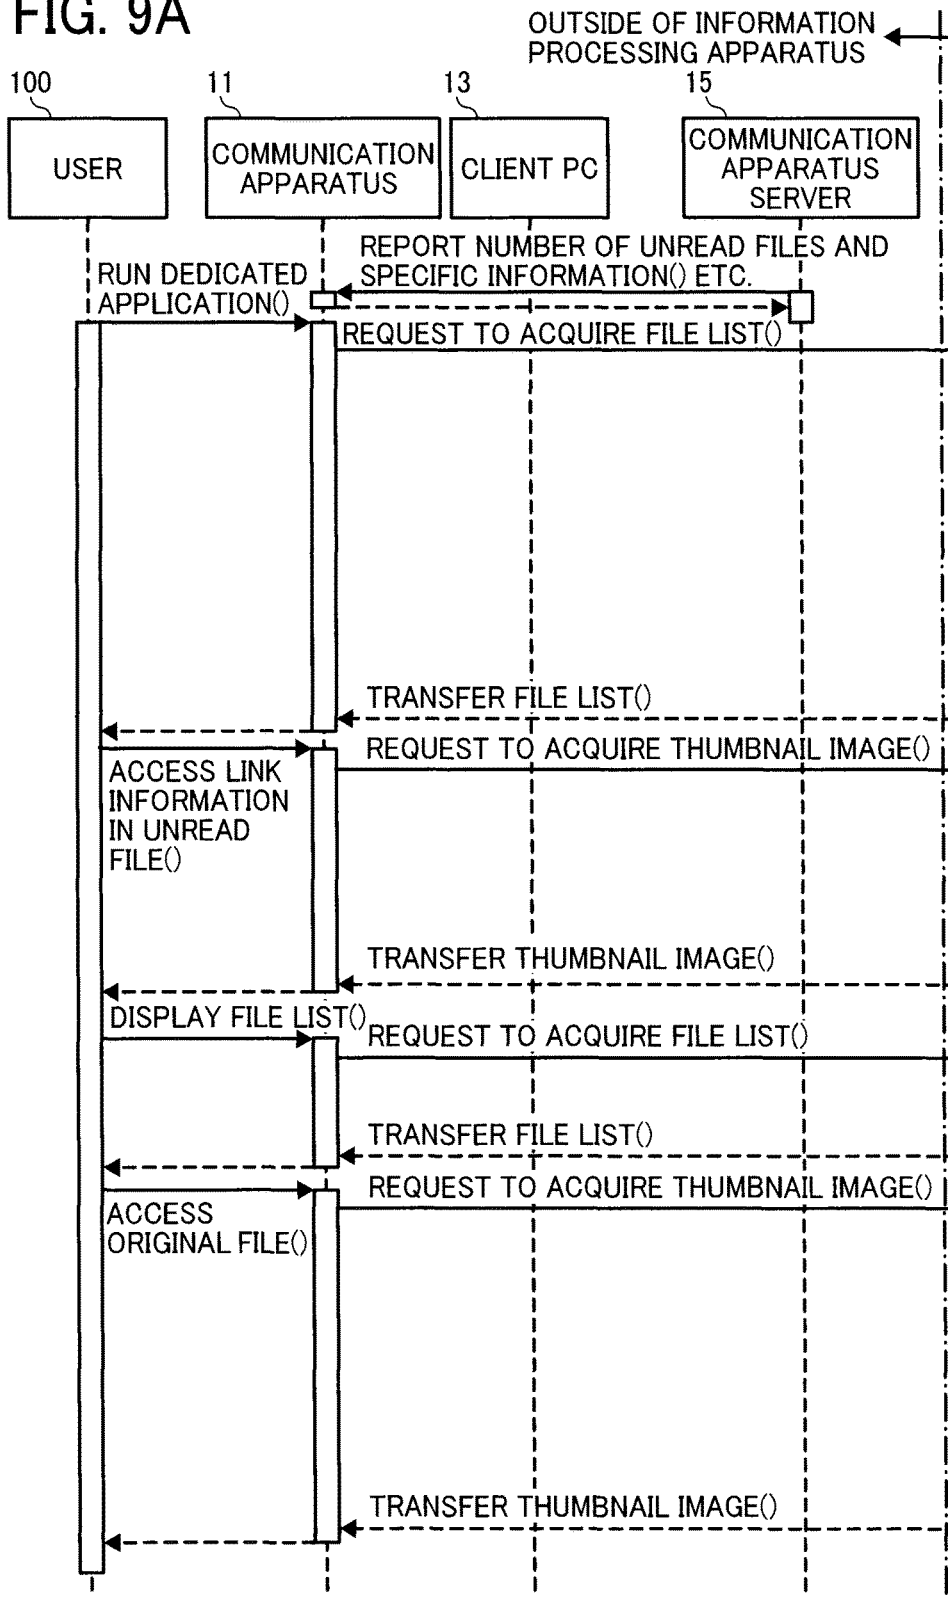 FIG. 9A
OUTSIDE OF INFORMATION
PROCESSING APPARATUS
100
11
13
15
USER
COMMUNICATION
APPARATUS
CLIENT PC
COMMUNICATION
APPARATUS
SERVER
REPORT NUMBER OF UNREAD FILES AND
SPECIFIC INFORMATION() ETC.
RUN DEDICATED
APPLICATION()
REQUEST TO ACQUIRE FILE LIST()
TRANSFER FILE LIST()
REQUEST TO ACQUIRE THUMBNAIL IMAGE()
ACCESS LINK
INFORMATION
IN UNREAD
FILE()
TRANSFER THUMBNAIL IMAGE()
DISPLAY FILE LIST()
REQUEST TO ACQUIRE FILE LIST()
TRANSFER FILE LIST()
REQUEST TO ACQUIRE THUMBNAIL IMAGE()
ACCESS
ORIGINAL FILE()
TRANSFER THUMBNAIL IMAGE()